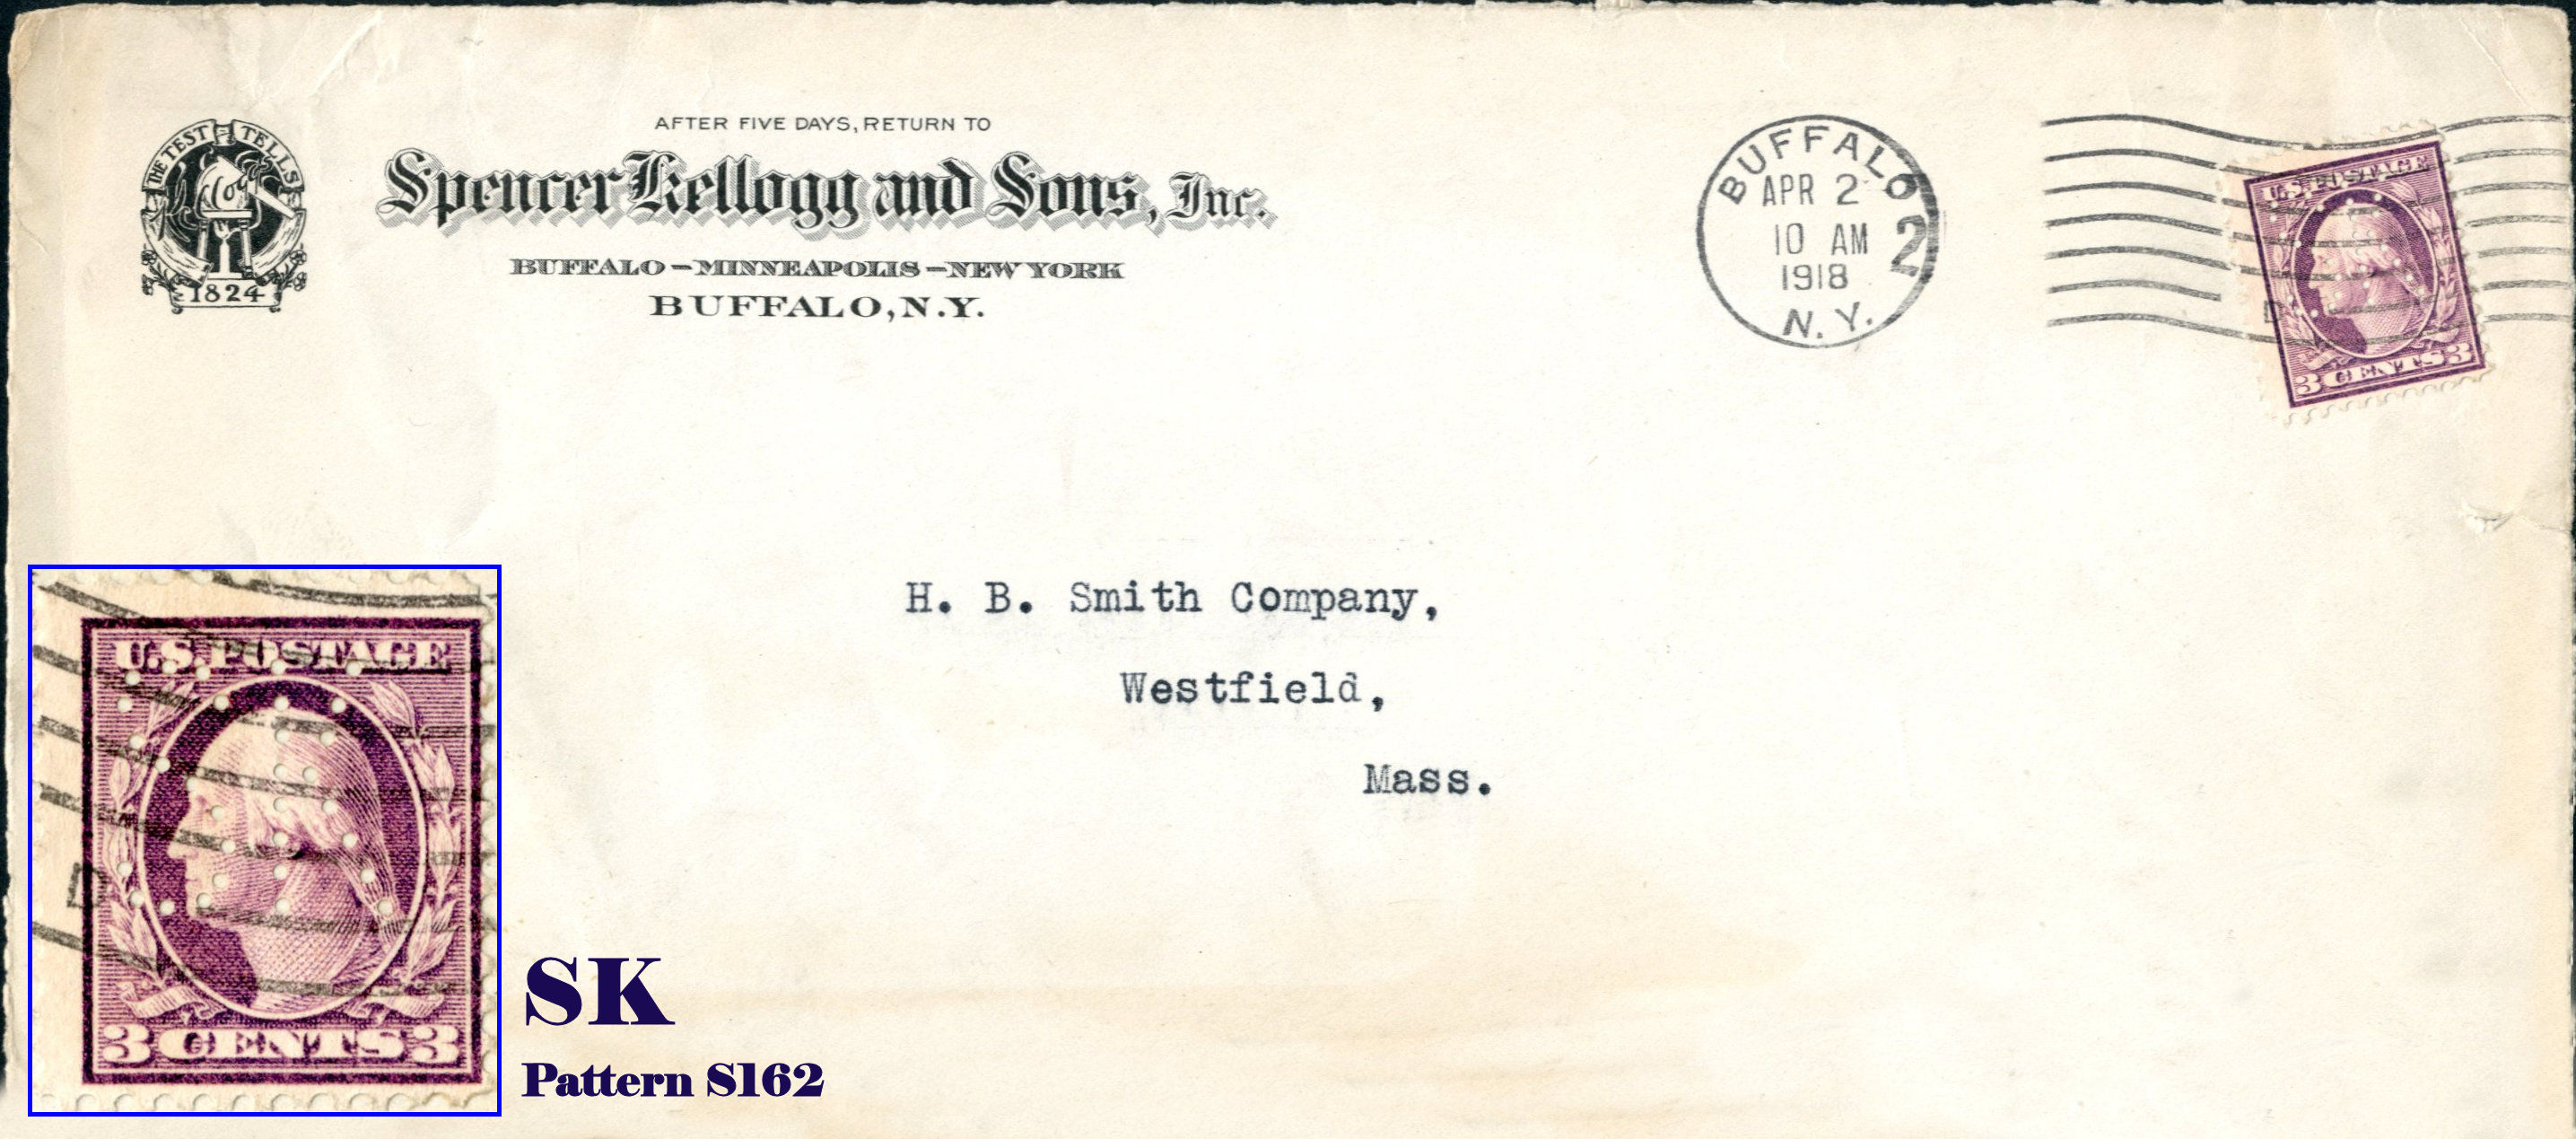 THE TEST TELLS
Kellogg
1824
AFTER FIVE DAYS, RETURN TO
Spencer Kellogg and Sons, Inc.
BUFFALO—MINNEAPOLIS—NEW YORK
BUFFALO, N.Y.
BUFFALO
APR 2
10 AM
1918
N.Y.
2
U.S. POSTAGE
3 CENTS 3
H. B. Smith Company,
Westfield,
Mass.
U.S. POSTAGE
D
3 CENTS 3
SK
Pattern S162